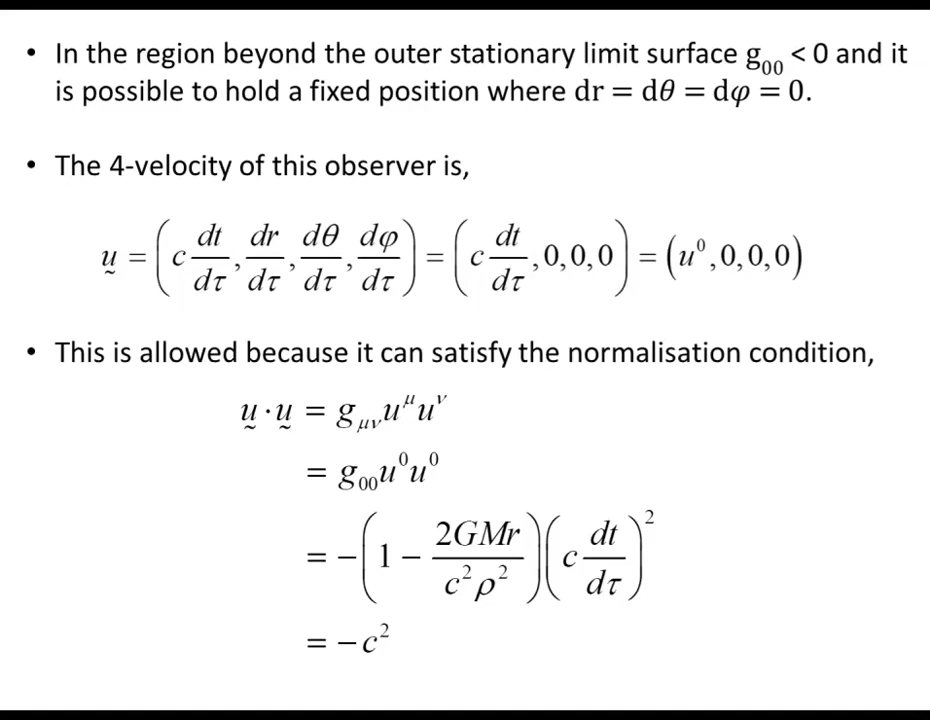 • In the region beyond the outer stationary limit surface g₀₀ < 0 and it
is possible to hold a fixed position where dr = dθ = dφ = 0.
• The 4-velocity of this observer is,
ṵ = (c dt/dτ, dr/dτ, dθ/dτ, dφ/dτ) = (c dt/dτ, 0,0,0) = (u⁰,0,0,0)
• This is allowed because it can satisfy the normalisation condition,
ṵ · ṵ = g_μν u^μ u^ν
= g₀₀u⁰u⁰
= −(1 − 2GMr/c²ρ²)(c dt/dτ)²
= −c²